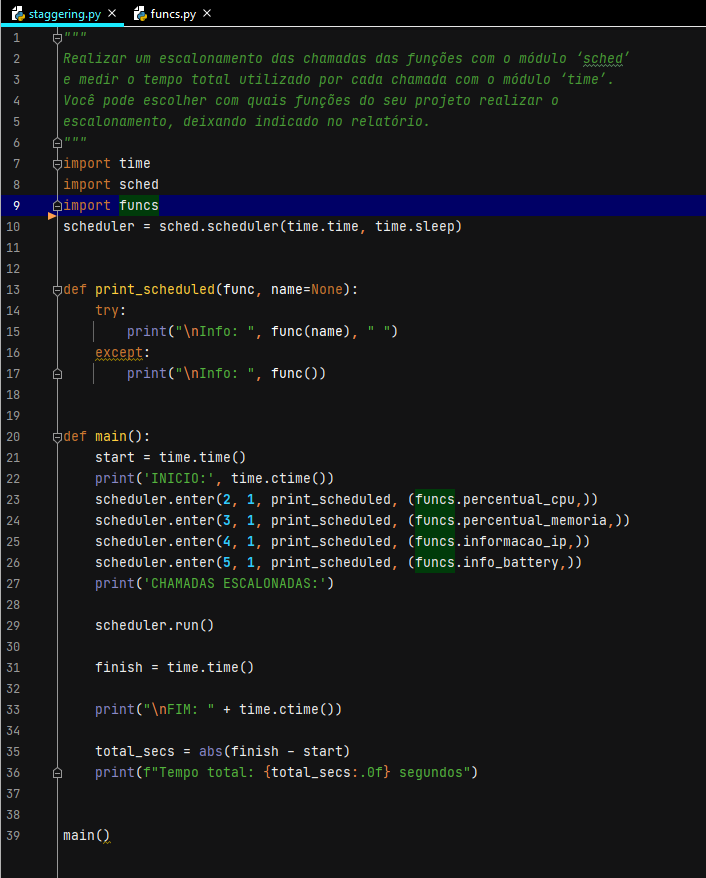 staggering.py × funcs.py ×
1 """
2 Realizar um escalonamento das chamadas das funções com o módulo ‘sched’
3 e medir o tempo total utilizado por cada chamada com o módulo ‘time’.
4 Você pode escolher com quais funções do seu projeto realizar o
5 escalonamento, deixando indicado no relatório.
6 """
7 import time
8 import sched
9 import funcs
10 scheduler = sched.scheduler(time.time, time.sleep)
11
12
13 def print_scheduled(func, name=None):
14     try:
15         print("\nInfo: ", func(name), " ")
16     except:
17         print("\nInfo: ", func())
18
19
20 def main():
21     start = time.time()
22     print('INICIO:', time.ctime())
23     scheduler.enter(2, 1, print_scheduled, (funcs.percentual_cpu,))
24     scheduler.enter(3, 1, print_scheduled, (funcs.percentual_memoria,))
25     scheduler.enter(4, 1, print_scheduled, (funcs.informacao_ip,))
26     scheduler.enter(5, 1, print_scheduled, (funcs.info_battery,))
27     print('CHAMADAS ESCALONADAS:')
28
29     scheduler.run()
30
31     finish = time.time()
32
33     print("\nFIM: " + time.ctime())
34
35     total_secs = abs(finish - start)
36     print(f"Tempo total: {total_secs:.0f} segundos")
37
38
39 main()